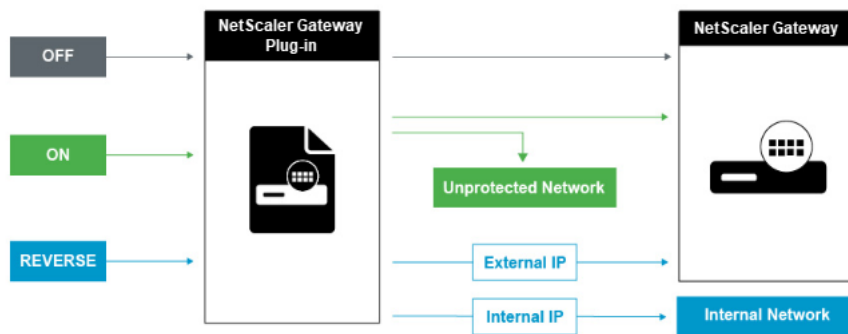 NetScaler Gateway
Plug-in
NetScaler Gateway
OFF
ON
Unprotected Network
REVERSE
External IP
Internal IP
Internal Network